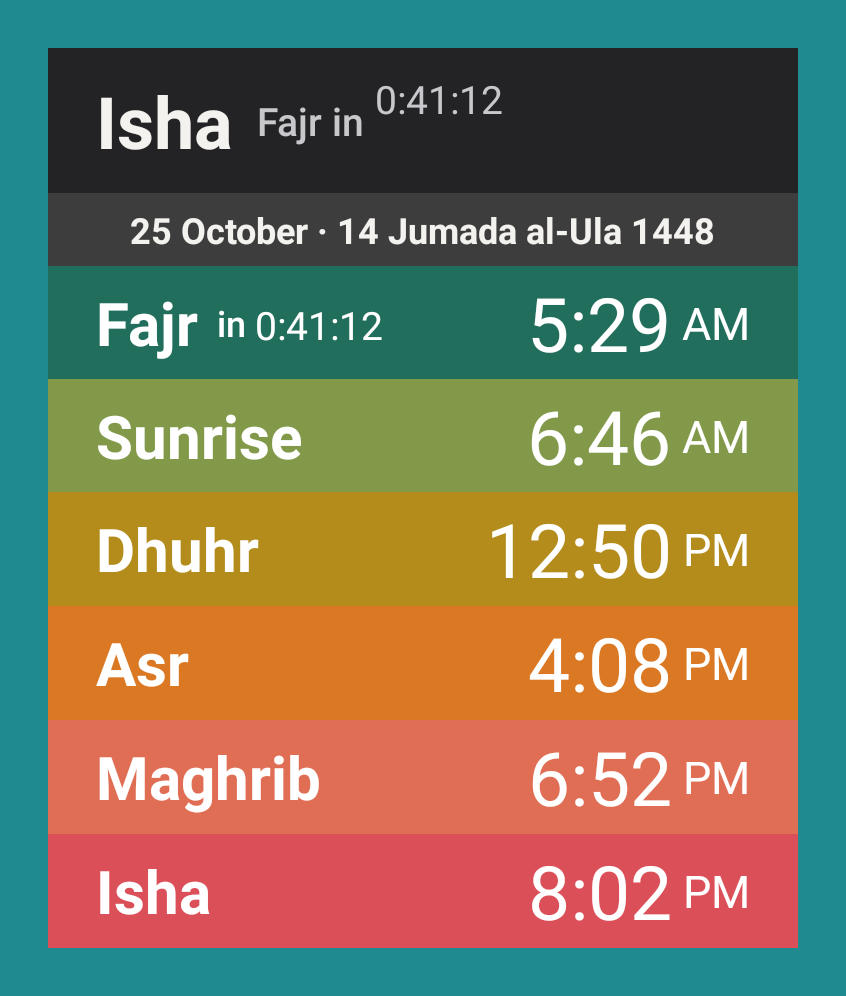 Isha Fajr in 0:41:12
25 October · 14 Jumada al-Ula 1448
Fajr in 0:41:12 5:29 AM
Sunrise 6:46 AM
Dhuhr 12:50 PM
Asr 4:08 PM
Maghrib 6:52 PM
Isha 8:02 PM